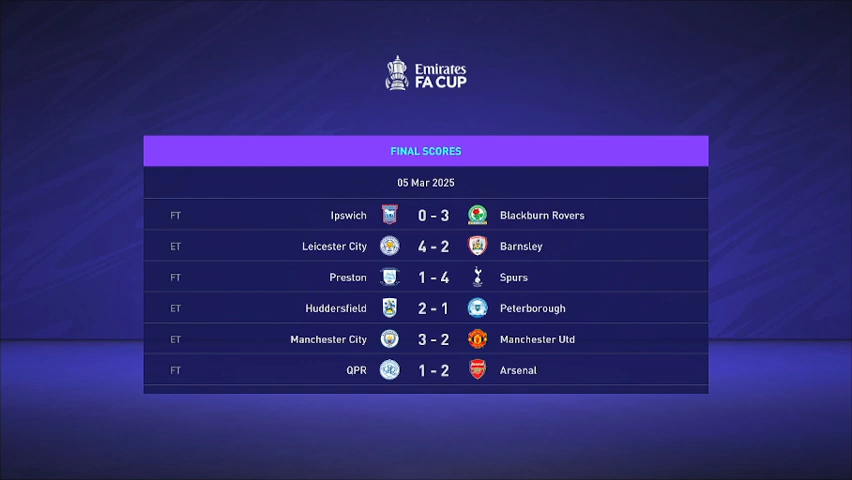 Emirates
FA CUP
FINAL SCORES
05 Mar 2025
FT Ipswich 0 - 3 Blackburn Rovers
ET Leicester City 4 - 2 Barnsley
FT Preston 1 - 4 Spurs
ET Huddersfield 2 - 1 Peterborough
ET Manchester City 3 - 2 Manchester Utd
FT QPR 1 - 2 Arsenal